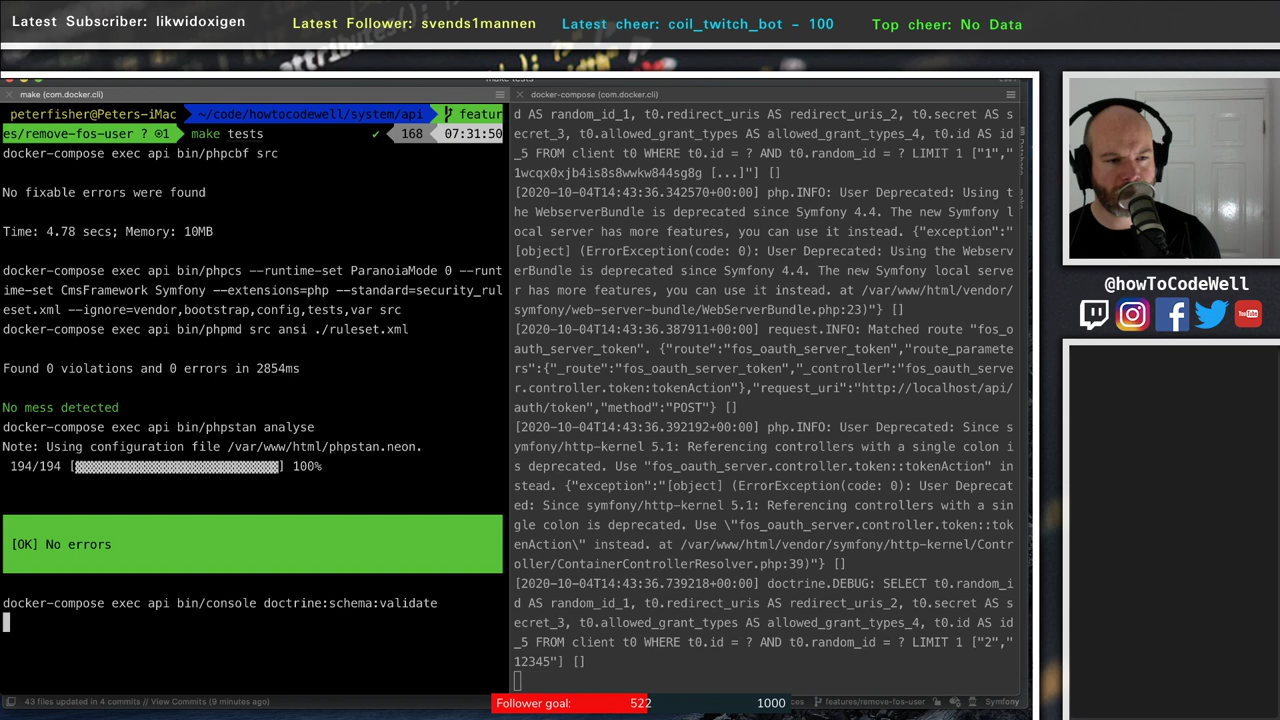 Latest Subscriber: likwidoxigen
Latest Follower: svends1mannen
Latest cheer: coil_twitch_bot - 100
Top cheer: No Data
make (com.docker.cli)
peterfisher@Peters-iMac ~/code/howtocodewell/system/api featur
es/remove-fos-user ? @1 make tests ✔ 168 07:31:50
docker-compose exec api bin/phpcbf src
No fixable errors were found
Time: 4.78 secs; Memory: 10MB
docker-compose exec api bin/phpcs --runtime-set ParanoiaMode 0 --runt
ime-set CmsFramework Symfony --extensions=php --standard=security_rul
eset.xml --ignore=vendor,bootstrap,config,tests,var src
docker-compose exec api bin/phpmd src ansi ./ruleset.xml
Found 0 violations and 0 errors in 2854ms
No mess detected
docker-compose exec api bin/phpstan analyse
Note: Using configuration file /var/www/html/phpstan.neon.
194/194 [▓▓▓▓▓▓▓▓▓▓▓▓▓▓▓▓▓▓▓▓▓▓▓▓▓▓▓▓] 100%
[OK] No errors
docker-compose exec api bin/console doctrine:schema:validate
docker-compose (com.docker.cli)
d AS random_id_1, t0.redirect_uris AS redirect_uris_2, t0.secret AS s
ecret_3, t0.allowed_grant_types AS allowed_grant_types_4, t0.id AS id
_5 FROM client t0 WHERE t0.id = ? AND t0.random_id = ? LIMIT 1 ["1","
1wcqx0xjb4is8s8wwkw844sg8g [...]"] []
[2020-10-04T14:43:36.342570+00:00] php.INFO: User Deprecated: Using t
he WebserverBundle is deprecated since Symfony 4.4. The new Symfony l
ocal server has more features, you can use it instead. {"exception":"
[object] (ErrorException(code: 0): User Deprecated: Using the Webserv
erBundle is deprecated since Symfony 4.4. The new Symfony local serve
r has more features, you can use it instead. at /var/www/html/vendor/
symfony/web-server-bundle/WebServerBundle.php:23)"} []
[2020-10-04T14:43:36.387911+00:00] request.INFO: Matched route "fos_o
auth_server_token". {"route":"fos_oauth_server_token","route_paramete
rs":{"_route":"fos_oauth_server_token","_controller":"fos_oauth_serve
r.controller.token:tokenAction"},"request_uri":"http://localhost/api/
auth/token","method":"POST"} []
[2020-10-04T14:43:36.392192+00:00] php.INFO: User Deprecated: Since s
ymfony/http-kernel 5.1: Referencing controllers with a single colon i
s deprecated. Use "fos_oauth_server.controller.token::tokenAction" in
stead. {"exception":"[object] (ErrorException(code: 0): User Deprecat
ed: Since symfony/http-kernel 5.1: Referencing controllers with a sin
gle colon is deprecated. Use \"fos_oauth_server.controller.token::tok
enAction\" instead. at /var/www/html/vendor/symfony/http-kernel/Contr
oller/ContainerControllerResolver.php:39)"} []
[2020-10-04T14:43:36.739218+00:00] doctrine.DEBUG: SELECT t0.random_i
d AS random_id_1, t0.redirect_uris AS redirect_uris_2, t0.secret AS s
ecret_3, t0.allowed_grant_types AS allowed_grant_types_4, t0.id AS id
_5 FROM client t0 WHERE t0.id = ? AND t0.random_id = ? LIMIT 1 ["2","
12345"] []
@howToCodeWell
You Tube
43 files updated in 4 commits // View Commits (9 minutes ago)
Follower goal: 522 1000
features/remove-fos-user
Symfony